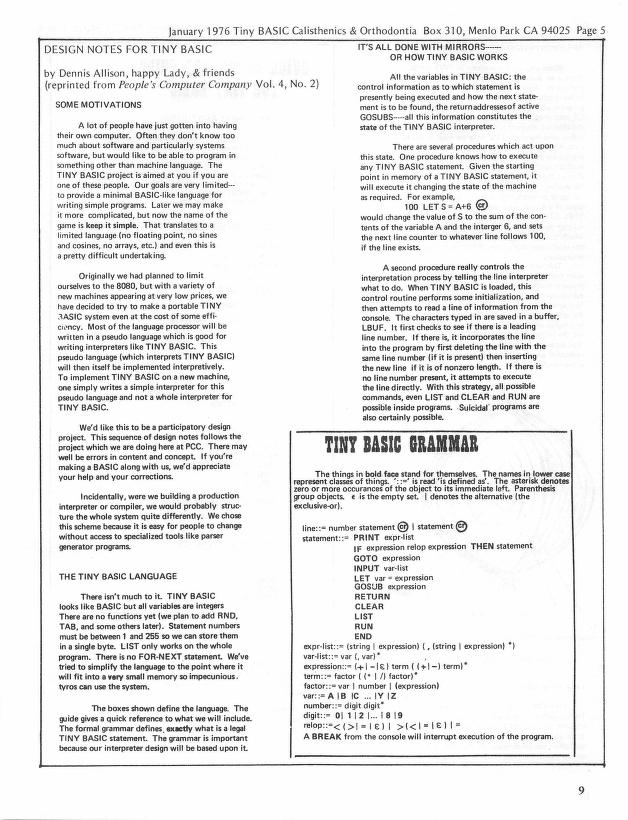 January 1976 Tiny BASIC Calisthenics & Orthodontia Box 310, Menlo Park CA 94025 Page 5
DESIGN NOTES FOR TINY BASIC
by Dennis Allison, happy Lady, & friends
(reprinted from People's Computer Company Vol. 4, No. 2)
SOME MOTIVATIONS
A lot of people have just gotten into having
their own computer. Often they don't know too
much about software and particularly systems
software, but would like to be able to program in
something other than machine language. The
TINY BASIC project is aimed at you if you are
one of these people. Our goals are very limited---
to provide a minimal BASIC-like language for
writing simple programs. Later we may make
it more complicated, but now the name of the
game is keep it simple. That translates to a
limited language (no floating point, no sines
and cosines, no arrays, etc.) and even this is
a pretty difficult undertaking.
Originally we had planned to limit
ourselves to the 8080, but with a variety of
new machines appearing at very low prices, we
have decided to try to make a portable TINY
BASIC system even at the cost of some effi-
ciency. Most of the language processor will be
written in a pseudo language which is good for
writing interpreters like TINY BASIC. This
pseudo language (which interprets TINY BASIC)
will then itself be implemented interpretively.
To implement TINY BASIC on a new machine,
one simply writes a simple interpreter for this
pseudo language and not a whole interpreter for
TINY BASIC.
We'd like this to be a participatory design
project. This sequence of design notes follows the
project which we are doing here at PCC. There may
well be errors in content and concept. If you're
making a BASIC along with us, we'd appreciate
your help and your corrections.
Incidentally, were we building a production
interpreter or compiler, we would probably struc-
ture the whole system quite differently. We chose
this scheme because it is easy for people to change
without access to specialized tools like parser
generator programs.
THE TINY BASIC LANGUAGE
There isn't much to it. TINY BASIC
looks like BASIC but all variables are integers
There are no functions yet (we plan to add RND,
TAB, and some others later). Statement numbers
must be between 1 and 255 so we can store them
in a single byte. LIST only works on the whole
program. There is no FOR-NEXT statement. We've
tried to simplify the language to the point where it
will fit into a very small memory so impecunious
tyros can use the system.
The boxes shown define the language. The
guide gives a quick reference to what we will include.
The formal grammar defines exactly what is a legal
TINY BASIC statement. The grammar is important
because our interpreter design will be based upon it.
IT'S ALL DONE WITH MIRRORS------
OR HOW TINY BASIC WORKS
All the variables in TINY BASIC: the
control information as to which statement is
presently being executed and how the next state-
ment is to be found, the returnaddressesof active
GOSUBS-----all this information constitutes the
state of the TINY BASIC interpreter.
There are several procedures which act upon
this state. One procedure knows how to execute
any TINY BASIC statement. Given the starting
point in memory of a TINY BASIC statement, it
will execute it changing the state of the machine
as required. For example,
100 LET S = A+6 cr
would change the value of S to the sum of the con-
tents of the variable A and the interger 6, and sets
the next line counter to whatever line follows 100,
if the line exists.
A second procedure really controls the
interpretation process by telling the line interpreter
what to do. When TINY BASIC is loaded, this
control routine performs some initialization, and
then attempts to read a line of information from the
console. The characters typed in are saved in a buffer,
LBUF. It first checks to see if there is a leading
line number. If there is, it incorporates the line
into the program by first deleting the line with the
same line number (if it is present) then inserting
the new line if it is of nonzero length. If there is
no line number present, it attempts to execute
the line directly. With this strategy, all possible
commands, even LIST and CLEAR and RUN are
possible inside programs. Suicidal programs are
also certainly possible.
TINY BASIC GRAMMAR
The things in bold face stand for themselves. The names in lower case
represent classes of things. '::=' is read 'is defined as'. The asterisk denotes
zero or more occurances of the object to its immediate left. Parenthesis
group objects. ε is the empty set. | denotes the alternative (the
exclusive-or).
line::= number statement cr | statement cr
statement::= PRINT expr-list
IF expression relop expression THEN statement
GOTO expression
INPUT var-list
LET var = expression
GOSUB expression
RETURN
CLEAR
LIST
RUN
END
expr-list::= (string | expression) ( , (string | expression) *)
var-list::= var (, var)*
expression::= (+ | - | ε) term ( (+ | -) term)*
term::= factor ( (* | /) factor)*
factor::= var | number | (expression)
var::= A | B | C ... | Y | Z
number::= digit digit*
digit::= 0| 1 | 2 |... | 8 | 9
relop::=< (> | = | ε) | > (< | = | ε) | =
A BREAK from the console will interrupt execution of the program.
9